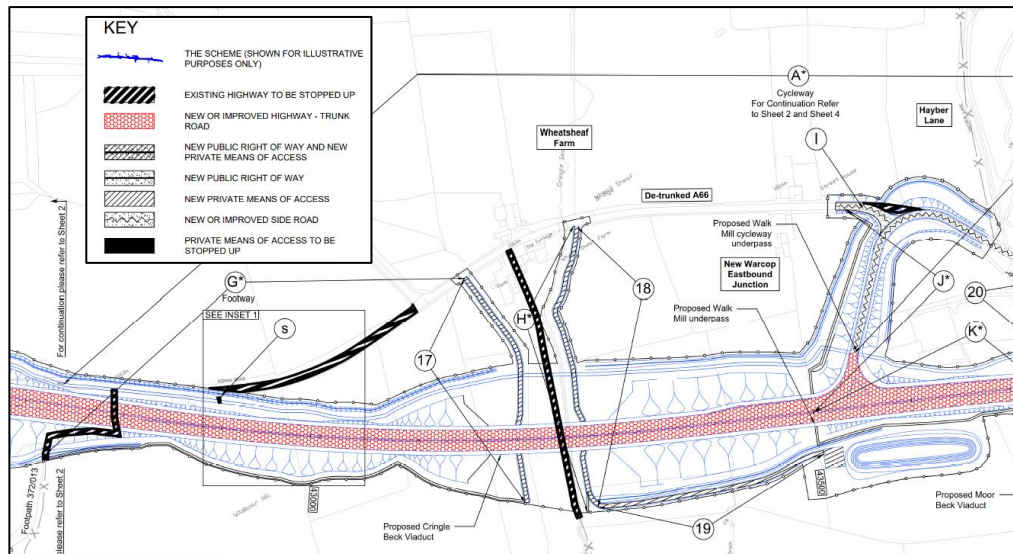 KEY
THE SCHEME (SHOWN FOR ILLUSTRATIVE
PURPOSES ONLY)
EXISTING HIGHWAY TO BE STOPPED UP
NEW OR IMPROVED HIGHWAY - TRUNK
ROAD
NEW PUBLIC RIGHT OF WAY AND NEW
PRIVATE MEANS OF ACCESS
NEW PUBLIC RIGHT OF WAY
NEW PRIVATE MEANS OF ACCESS
NEW OR IMPROVED SIDE ROAD
PRIVATE MEANS OF ACCESS TO BE
STOPPED UP
A*
Cycleway
For Continuation Refer
to Sheet 2 and Sheet 4
Hayber
Lane
Wheatsheaf
Farm
I
De-trunked A66
Street House
For continuation please refer to Sheet 2
Proposed Walk
Mill cycleway
underpass
New Warcop
Eastbound
Junction
G*
Footway
SEE INSET 1
s
H*
18
J*
20
17
Proposed Walk
Mill underpass
K*
Footpath 372/013
please refer to Sheet 2
43000
43500
Wildboar Hill
Proposed Cringle
Beck Viaduct
19
Proposed Moor
Beck Viaduct